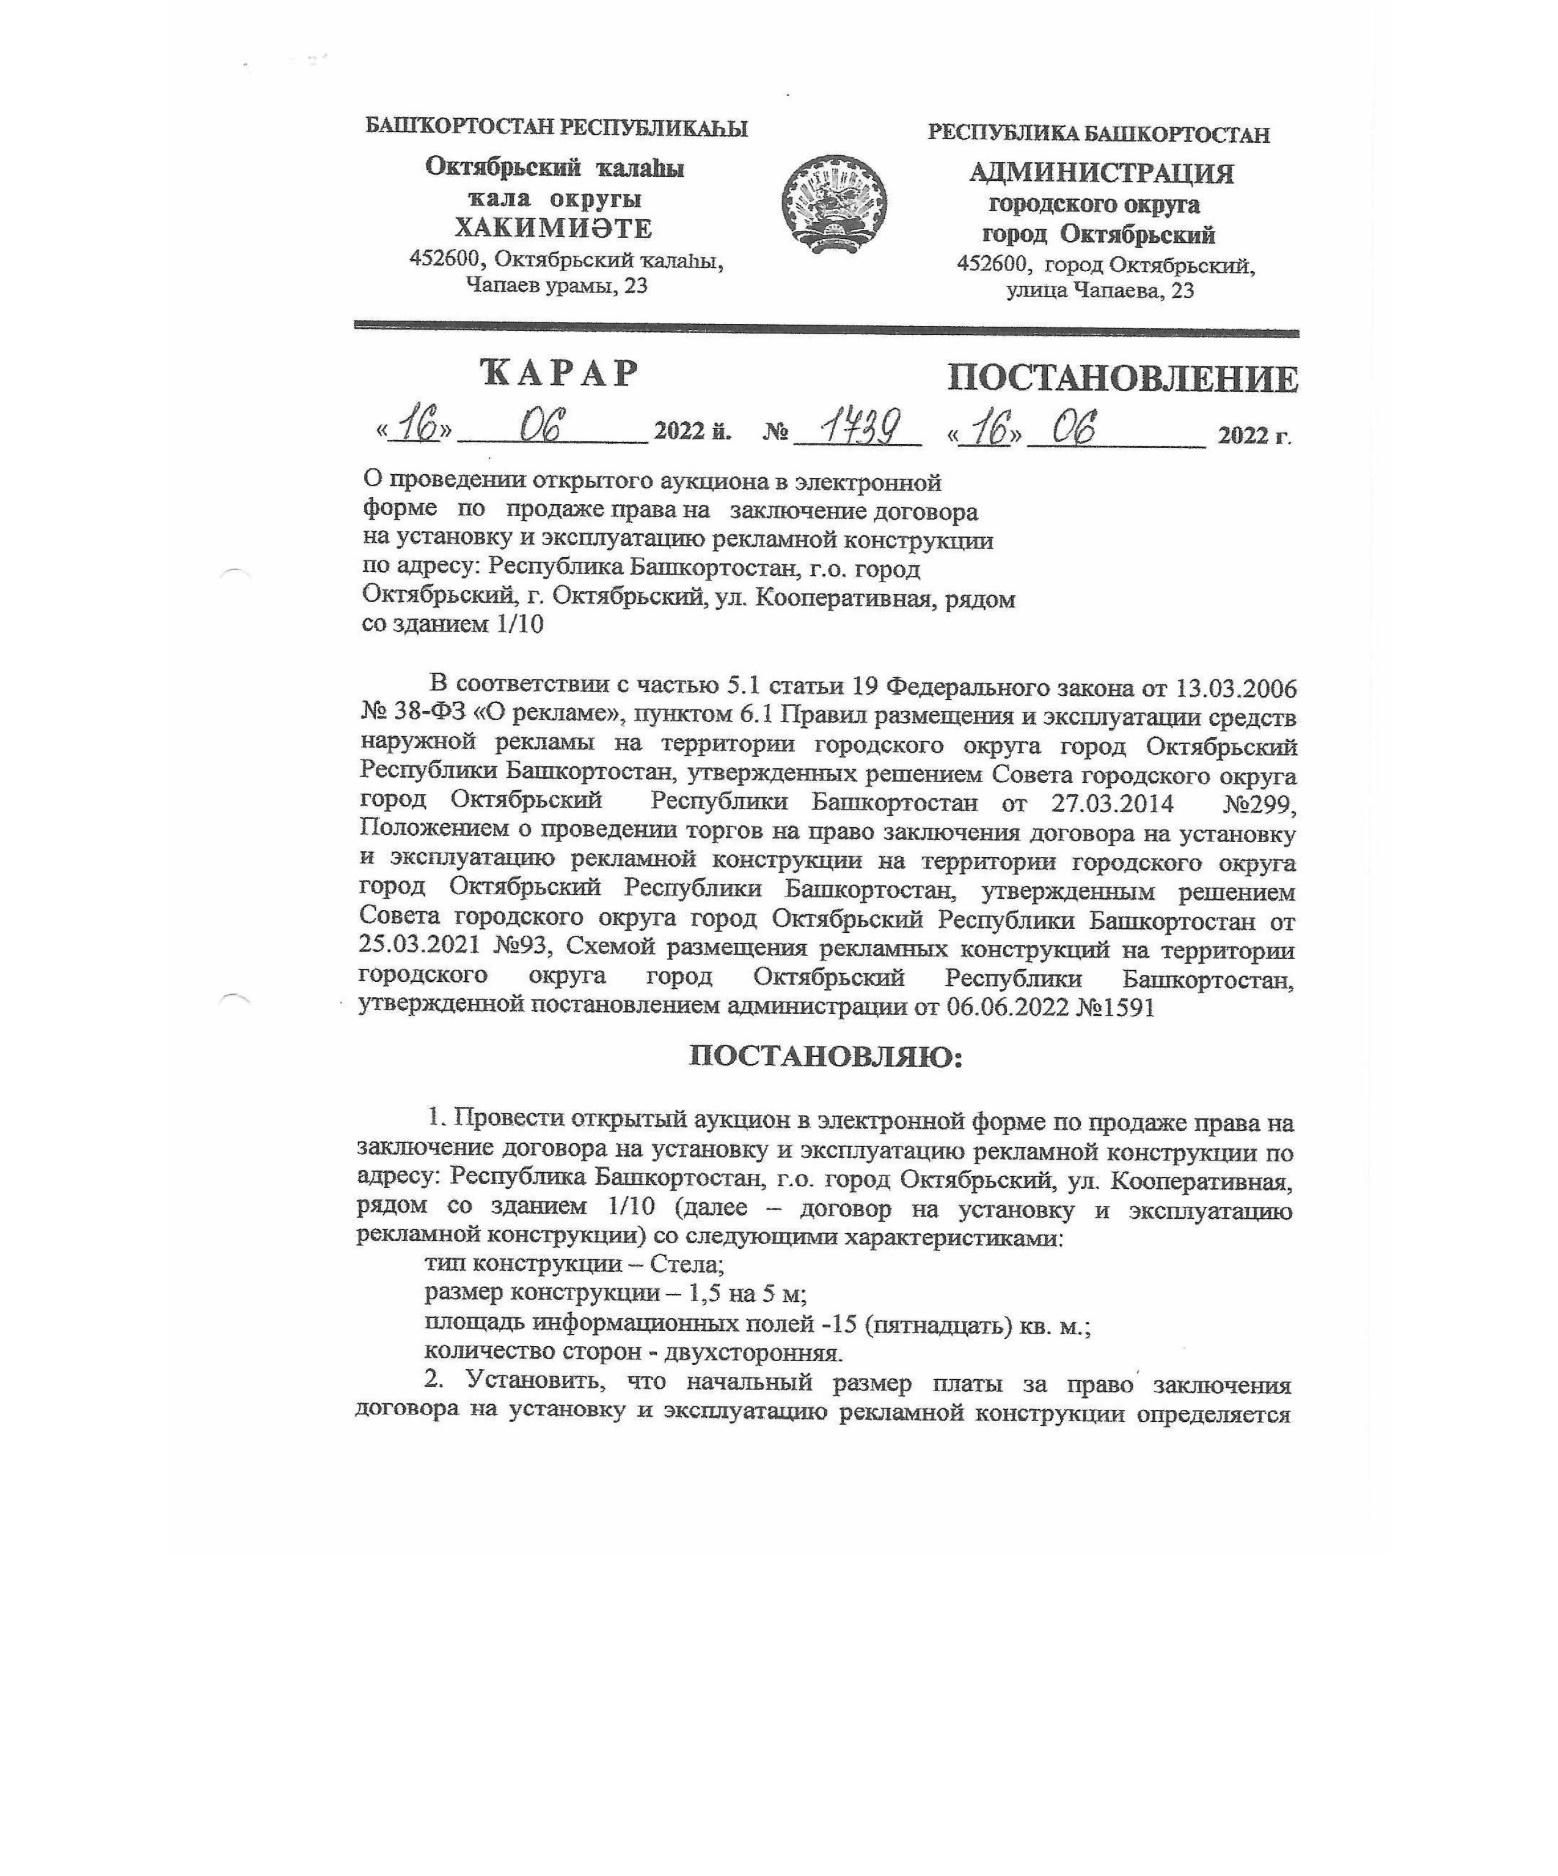 БАШҠОРТОСТАН РЕСПУБЛИКАҺЫ
Октябрьский ҡалаһы
ҡала округы
ХАКИМИӘТЕ
452600, Октябрьский ҡалаһы,
Чапаев урамы, 23
РЕСПУБЛИКА БАШКОРТОСТАН
АДМИНИСТРАЦИЯ
городского округа
город Октябрьский
452600, город Октябрьский,
улица Чапаева, 23
ҠАРАР
ПОСТАНОВЛЕНИЕ
«16» 06 2022 й. № 1739 «16» 06 2022 г.
О проведении открытого аукциона в электронной
форме по продаже права на заключение договора
на установку и эксплуатацию рекламной конструкции
по адресу: Республика Башкортостан, г.о. город
Октябрьский, г. Октябрьский, ул. Кооперативная, рядом
со зданием 1/10
В соответствии с частью 5.1 статьи 19 Федерального закона от 13.03.2006
№ 38-ФЗ «О рекламе», пунктом 6.1 Правил размещения и эксплуатации средств
наружной рекламы на территории городского округа город Октябрьский
Республики Башкортостан, утвержденных решением Совета городского округа
город Октябрьский Республики Башкортостан от 27.03.2014 №299,
Положением о проведении торгов на право заключения договора на установку
и эксплуатацию рекламной конструкции на территории городского округа
город Октябрьский Республики Башкортостан, утвержденным решением
Совета городского округа город Октябрьский Республики Башкортостан от
25.03.2021 №93, Схемой размещения рекламных конструкций на территории
городского округа город Октябрьский Республики Башкортостан,
утвержденной постановлением администрации от 06.06.2022 №1591
ПОСТАНОВЛЯЮ:
1. Провести открытый аукцион в электронной форме по продаже права на
заключение договора на установку и эксплуатацию рекламной конструкции по
адресу: Республика Башкортостан, г.о. город Октябрьский, ул. Кооперативная,
рядом со зданием 1/10 (далее – договор на установку и эксплуатацию
рекламной конструкции) со следующими характеристиками:
тип конструкции – Стела;
размер конструкции – 1,5 на 5 м;
площадь информационных полей -15 (пятнадцать) кв. м.;
количество сторон - двухсторонняя.
2. Установить, что начальный размер платы за право заключения
договора на установку и эксплуатацию рекламной конструкции определяется